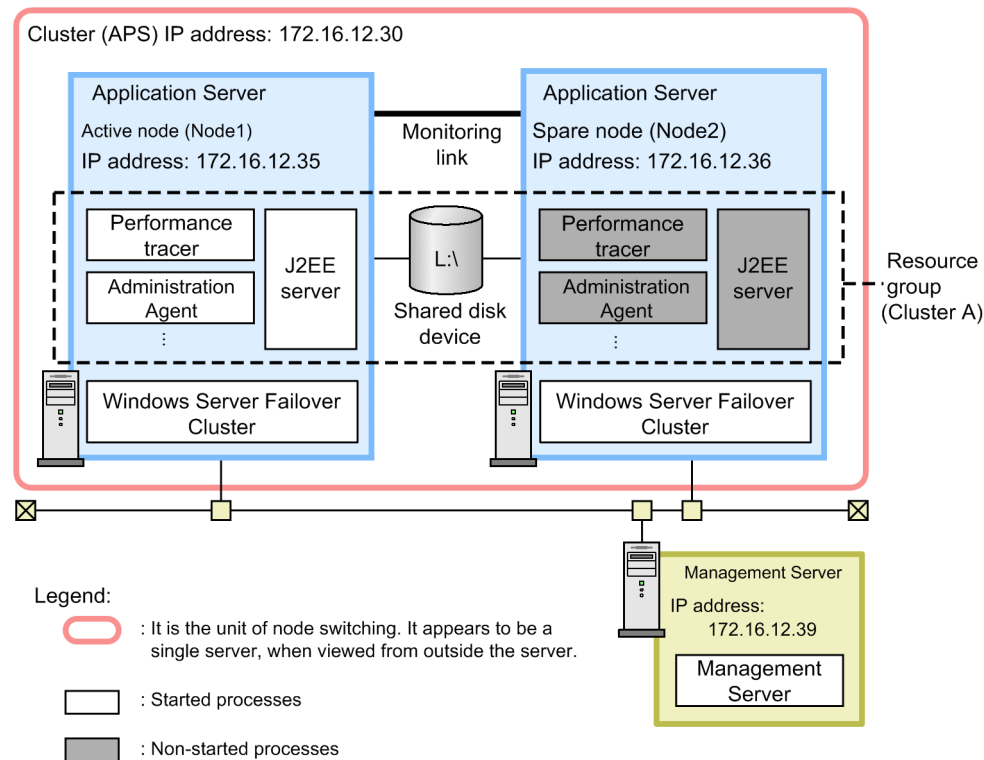 Cluster (APS) IP address: 172.16.12.30
Application Server
Active node (Node1)
IP address: 172.16.12.35
Monitoring
link
Application Server
Spare node (Node2)
IP address: 172.16.12.36
Performance
tracer
Administration
Agent
⋮
J2EE
server
L:\
Shared disk
device
Performance
tracer
Administration
Agent
⋮
J2EE
server
Resource
group
(Cluster A)
Windows Server Failover
Cluster
Windows Server Failover
Cluster
Management Server
IP address:
172.16.12.39
Management
Server
Legend:
: It is the unit of node switching. It appears to be a
single server, when viewed from outside the server.
: Started processes
: Non-started processes